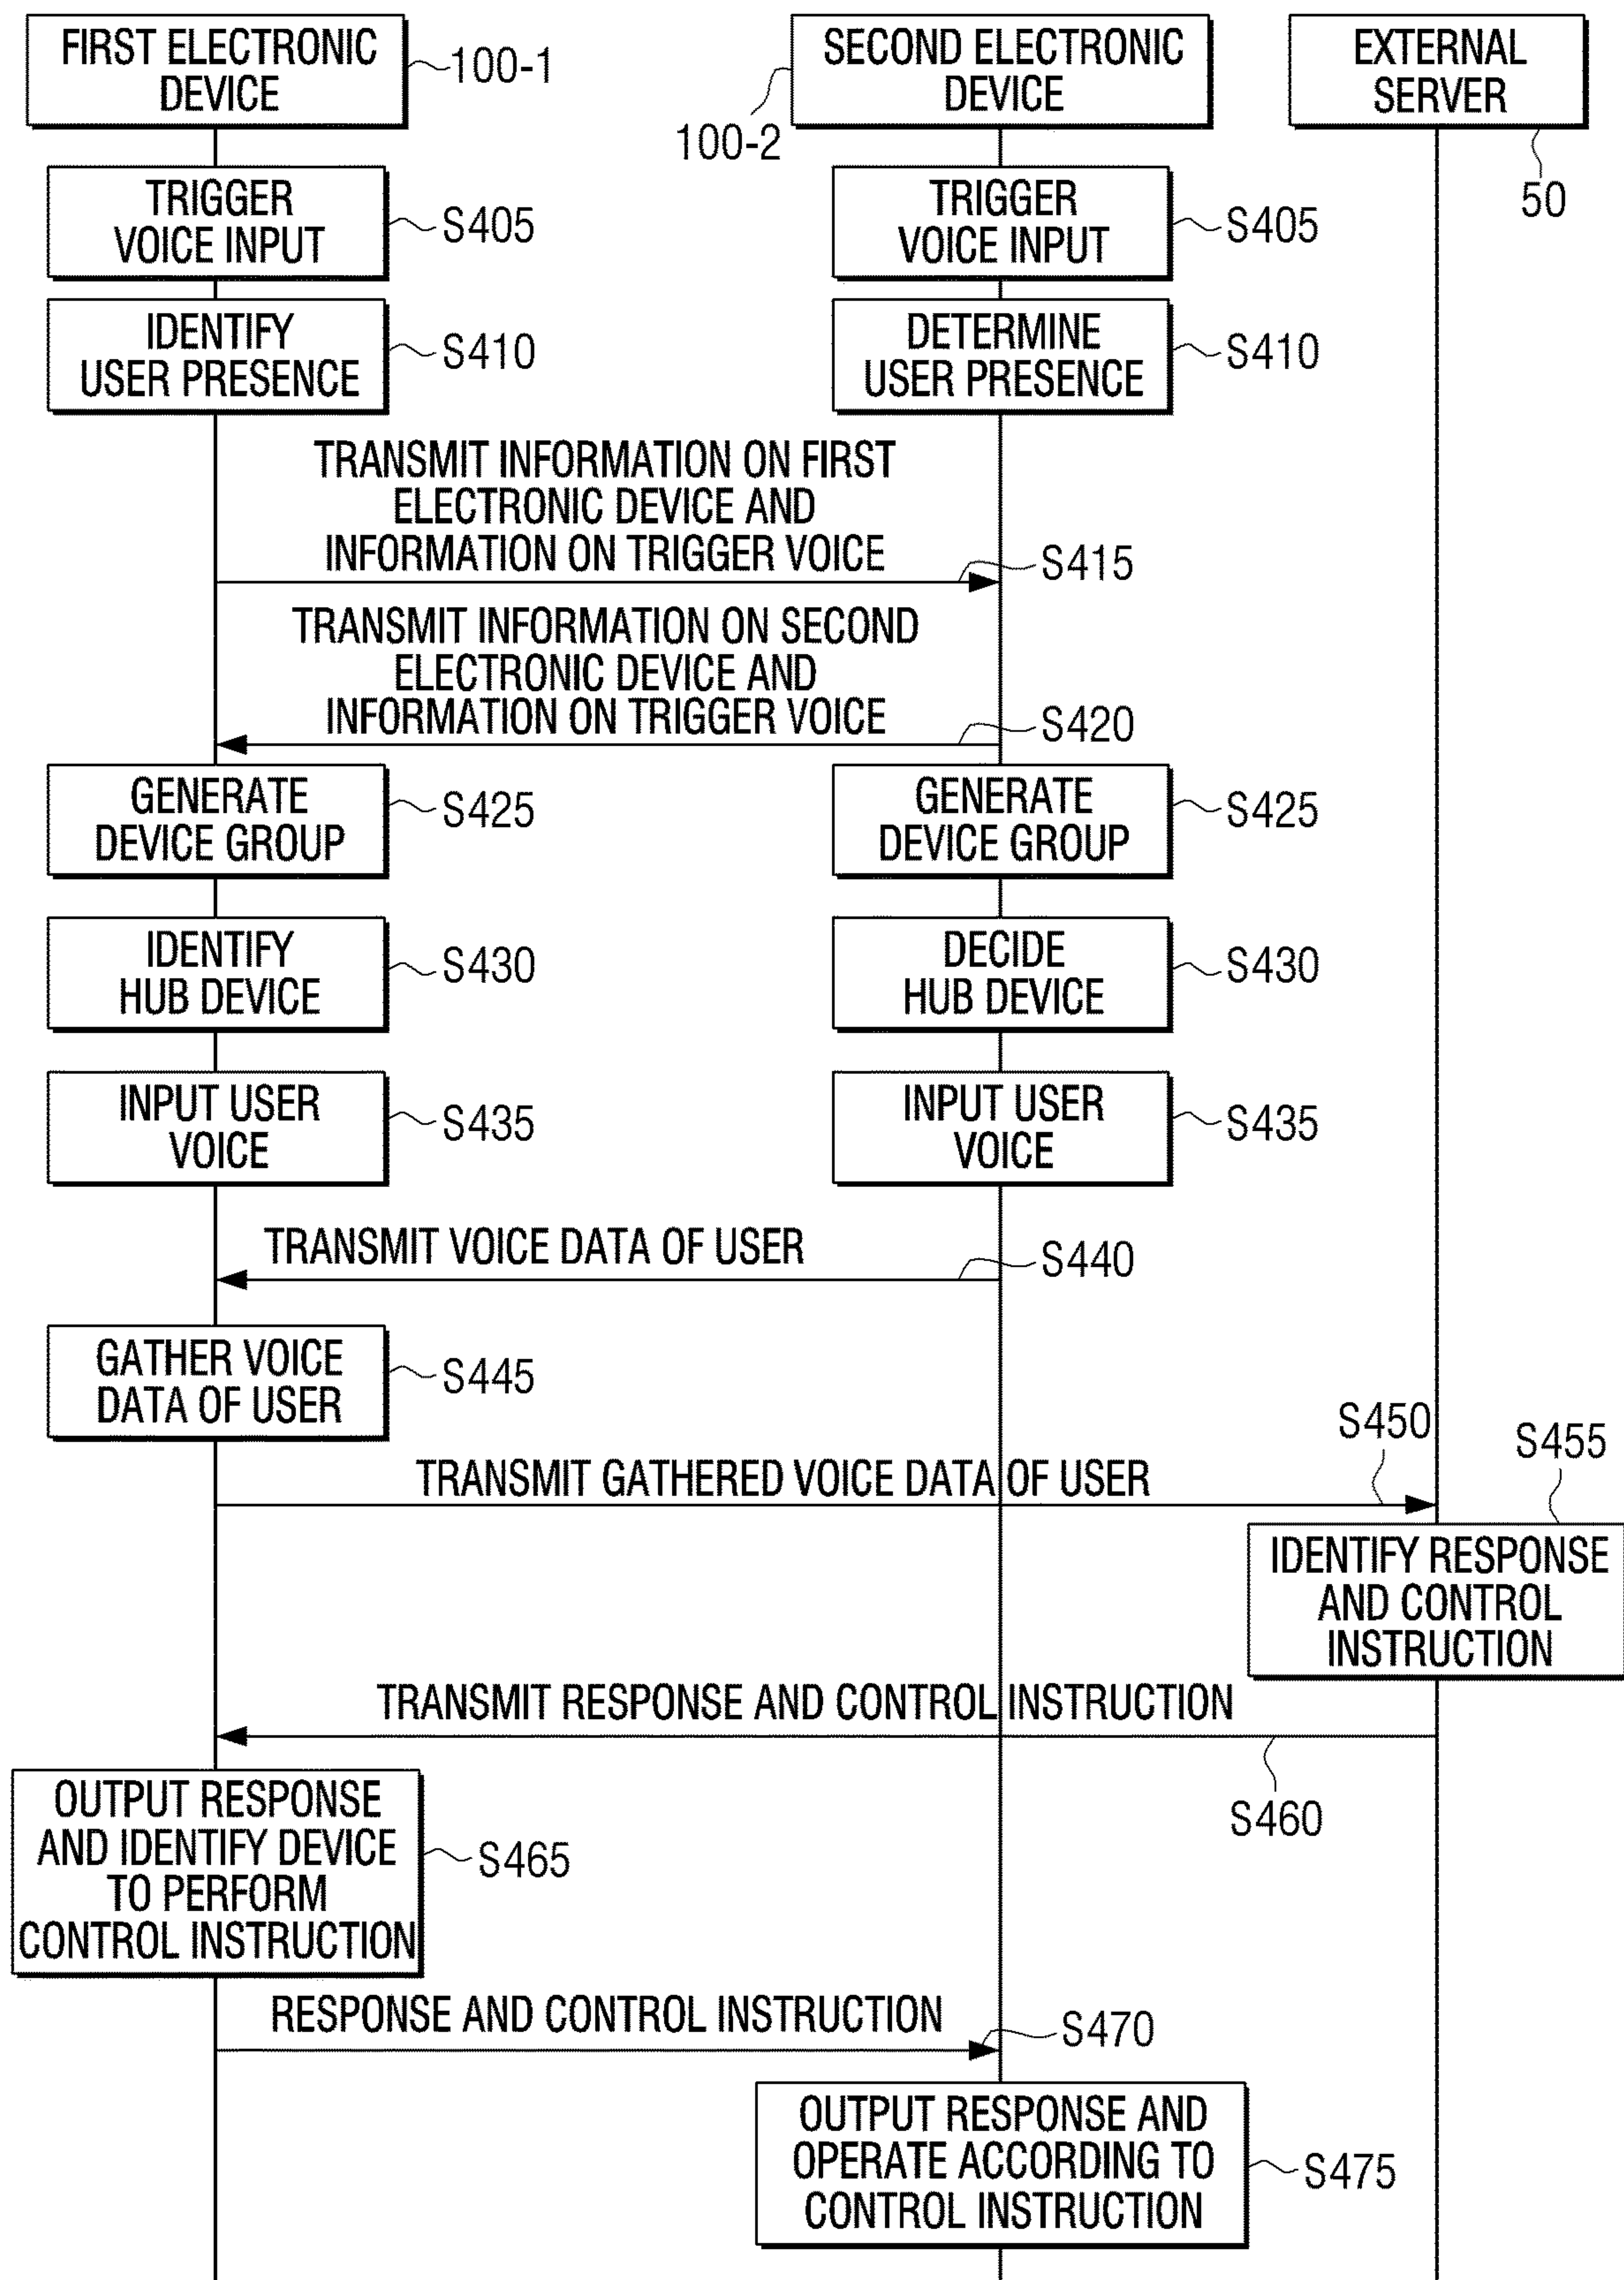 FIRST ELECTRONIC
DEVICE
100-1
SECOND ELECTRONIC
DEVICE
100-2
EXTERNAL
SERVER
50
TRIGGER
VOICE INPUT
S405
TRIGGER
VOICE INPUT
S405
IDENTIFY
USER PRESENCE
S410
DETERMINE
USER PRESENCE
S410
TRANSMIT INFORMATION ON FIRST
ELECTRONIC DEVICE AND
INFORMATION ON TRIGGER VOICE
S415
TRANSMIT INFORMATION ON SECOND
ELECTRONIC DEVICE AND
INFORMATION ON TRIGGER VOICE
S420
GENERATE
DEVICE GROUP
S425
GENERATE
DEVICE GROUP
S425
IDENTIFY
HUB DEVICE
S430
DECIDE
HUB DEVICE
S430
INPUT USER
VOICE
S435
INPUT USER
VOICE
S435
TRANSMIT VOICE DATA OF USER
S440
GATHER VOICE
DATA OF USER
S445
TRANSMIT GATHERED VOICE DATA OF USER
S450
S455
IDENTIFY RESPONSE
AND CONTROL
INSTRUCTION
TRANSMIT RESPONSE AND CONTROL INSTRUCTION
S460
OUTPUT RESPONSE
AND IDENTIFY DEVICE
TO PERFORM
CONTROL INSTRUCTION
S465
RESPONSE AND CONTROL INSTRUCTION
S470
OUTPUT RESPONSE AND
OPERATE ACCORDING TO
CONTROL INSTRUCTION
S475